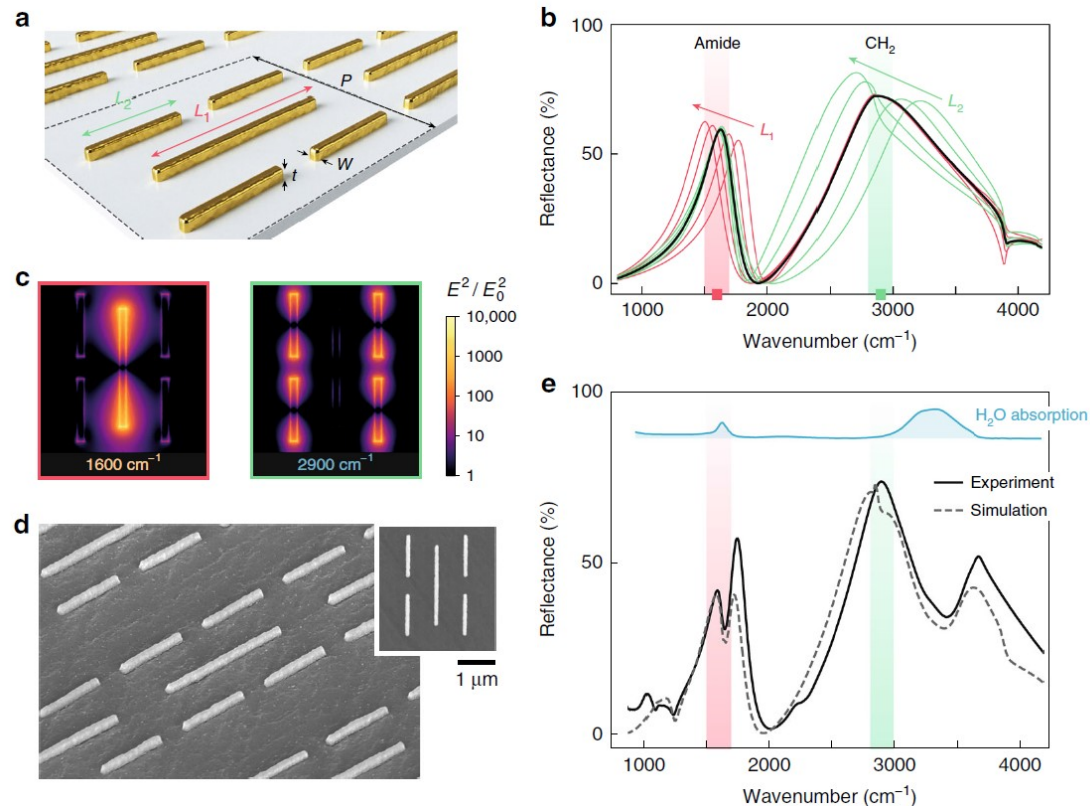 a
L₂
L₁
P
W
t
b
100
50
0
Reflectance (%)
Amide
CH₂
L₁
L₂
1000
2000
3000
4000
Wavenumber (cm⁻¹)
c
1600 cm⁻¹
2900 cm⁻¹
E² / E₀²
10,000
1000
100
10
1
d
1 μm
e
100
50
0
Reflectance (%)
H₂O absorption
Experiment
Simulation
1000
2000
3000
4000
Wavenumber (cm⁻¹)